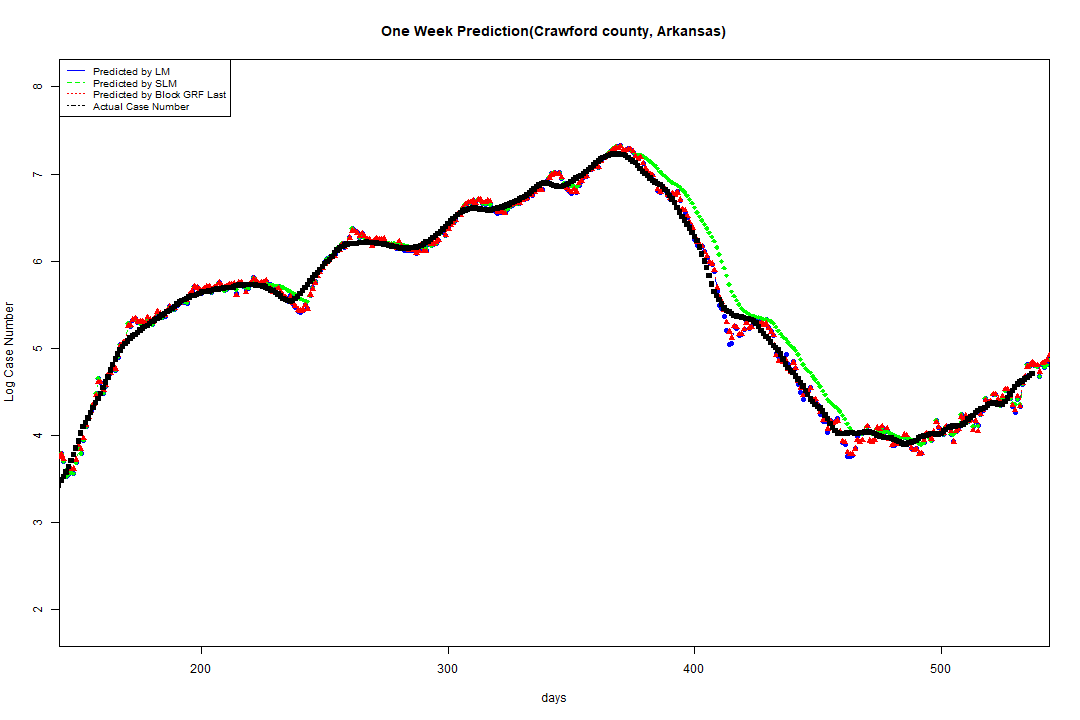 One Week Prediction(Crawford county, Arkansas)
Predicted by LM
Predicted by SLM
Predicted by Block GRF Last
Actual Case Number
8
7
6
5
4
3
2
Log Case Number
200
300
400
500
days